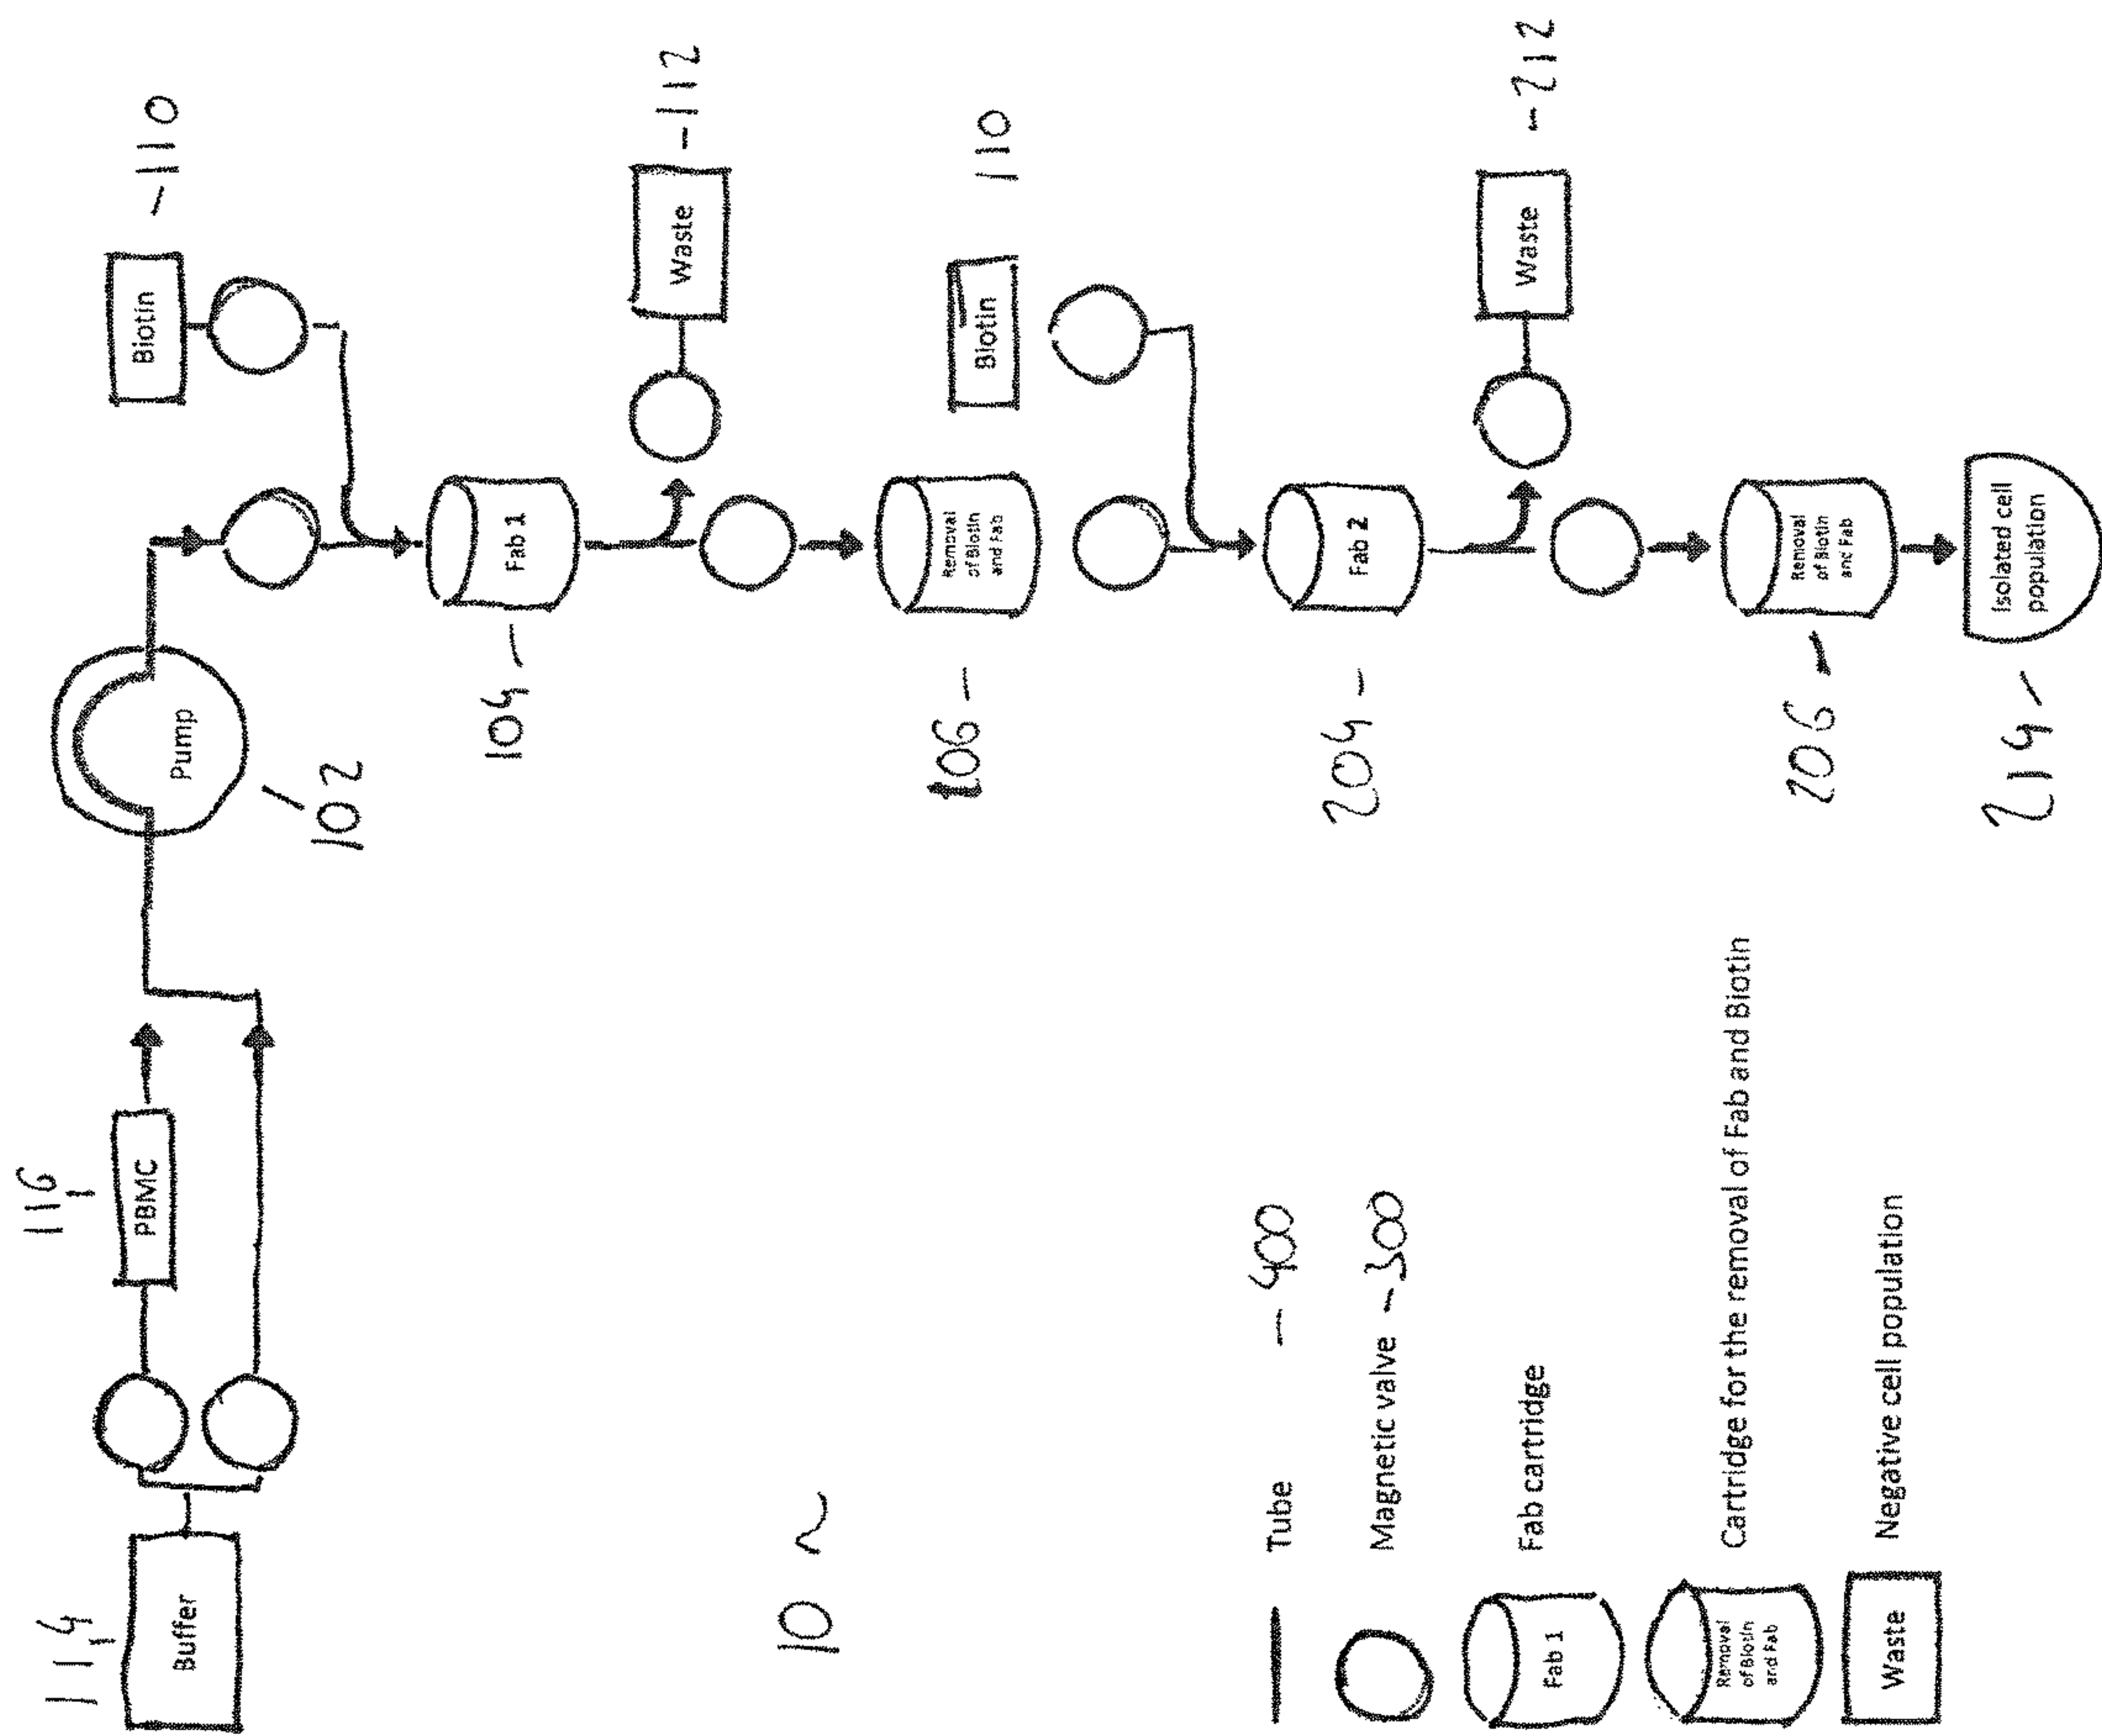 114
116
Buffer
PBMC
Pump
Biotin
110
102
104
Fab 1
Waste
112
10
106
Removal
of Biotin
and Fab
Biotin
110
Tube
400
Magnetic valve
300
204
Fab 2
Fab 1
Fab cartridge
Waste
212
Removal
of Biotin
and Fab
Cartridge for the removal of Fab and Biotin
206
Removal
of Biotin
and Fab
Waste
Negative cell population
214
Isolated cell
population